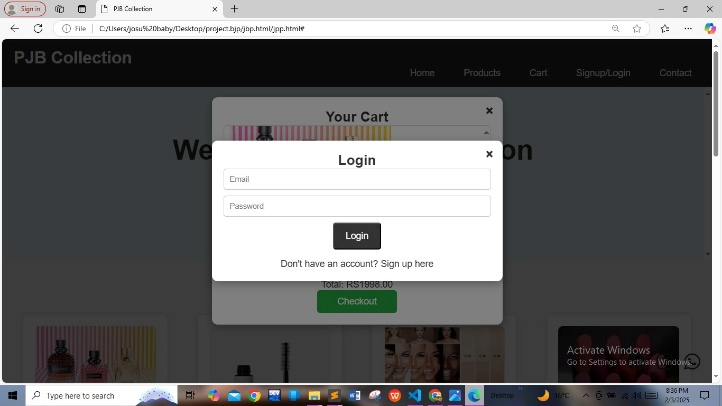 Sign in
PJB Collection
File
C:/Users/josu%20baby/Desktop/project.bjp/jbp.html/jpp.html#
PJB Collection
Home
Products
Cart
Signup/Login
Contact
Your Cart
We
on
Login
Email
Password
Login
Don't have an account? Sign up here
Total: RS1998.00
Checkout
Activate Windows
Go to Settings to activate Windows.
Type here to search
Desktop
8:36 PM
2/3/2025